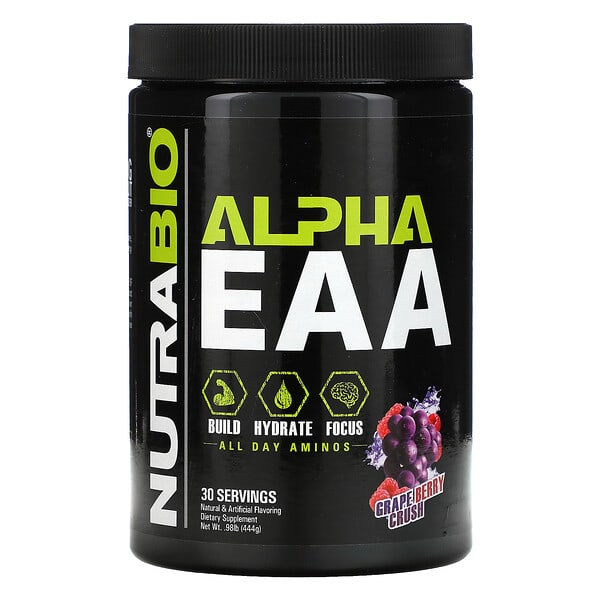 NUTRABIO®
ALPHA
EAA
BUILD HYDRATE FOCUS
ALL DAY AMINOS
30 SERVINGS
Natural & Artificial Flavoring
Dietary Supplement
Net Wt. .98lb (444g)
GRAPE BERRY
CRUSH